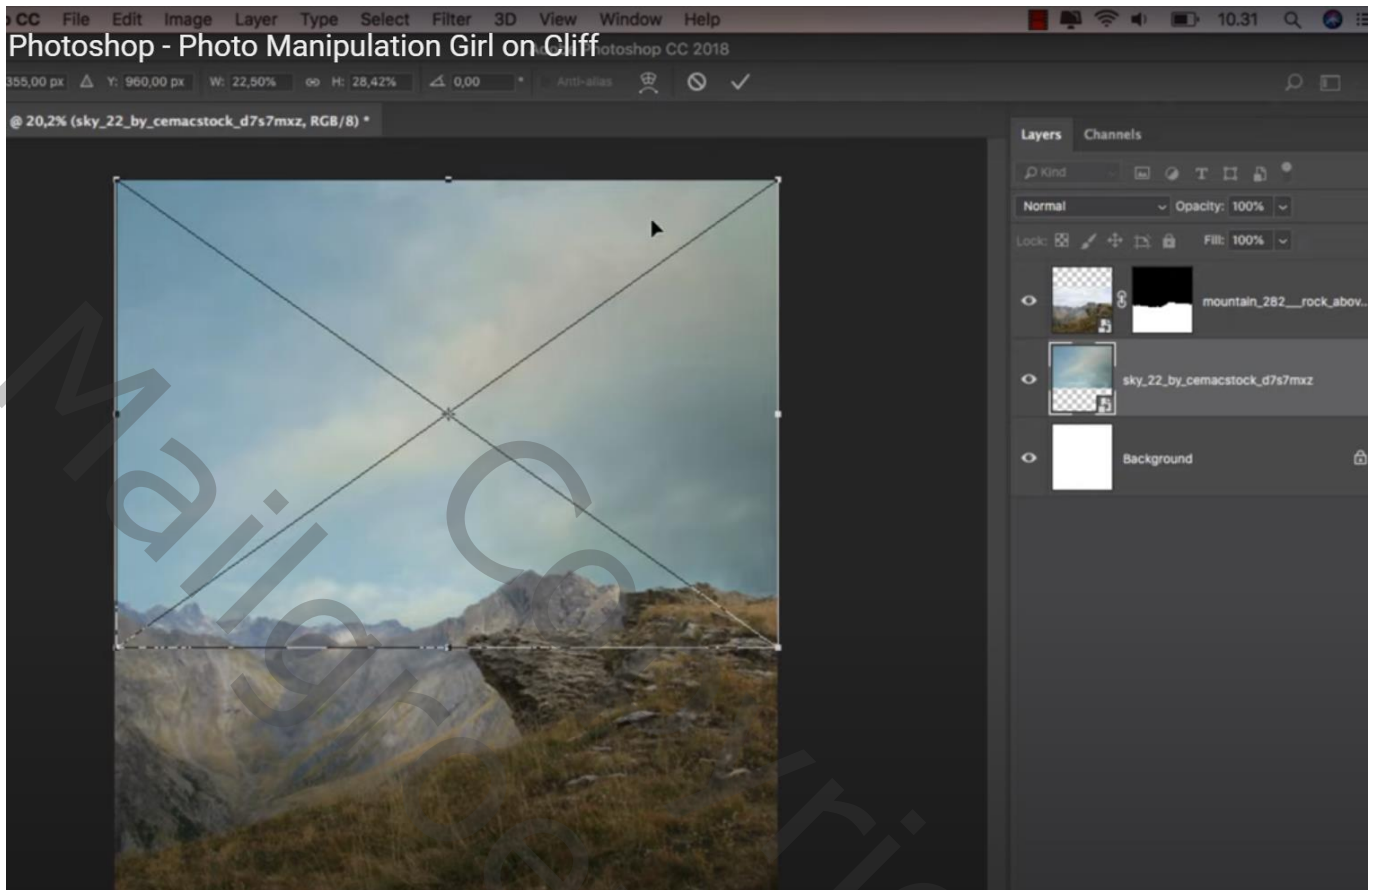 CC File Edit Image Layer Type Select Filter 3D View Window Help 10.31
Photoshop - Photo Manipulation Girl on Cliff
Photoshop CC 2018
355,00 px Y: 960,00 px W: 22,50% H: 28,42% 0,00 ° Anti-alias
@ 20,2% (sky_22_by_cemacstock_d7s7mxz, RGB/8) *
Layers Channels
Kind
Normal Opacity: 100%
Lock: Fill: 100%
mountain_282__rock_abov...
sky_22_by_cemacstock_d7s7mxz
Background